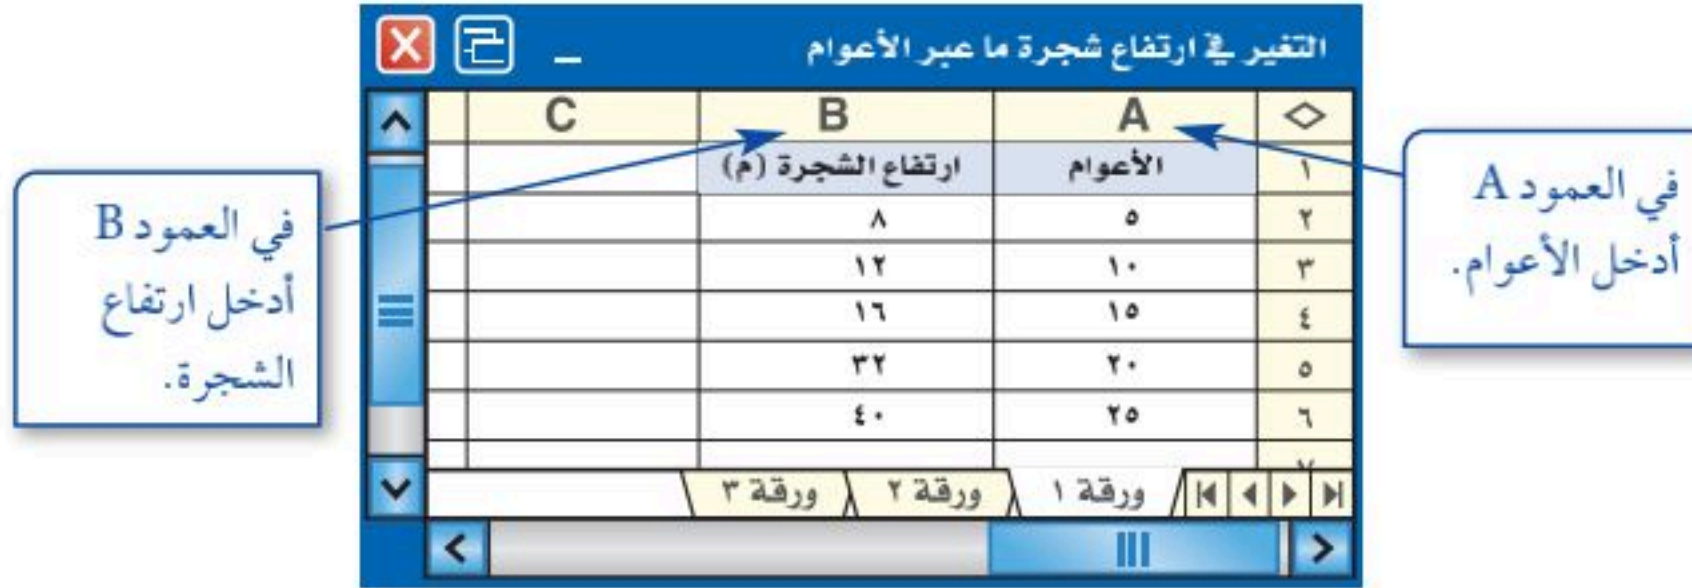 التغير في ارتفاع شجرة ما عبر الأعوام
A B C
١ الأعوام ارتفاع الشجرة (م)
٢ ٥ ٨
٣ ١٠ ١٢
٤ ١٥ ١٦
٥ ٢٠ ٣٢
٦ ٢٥ ٤٠
٧
ورقة ١ ورقة ٢ ورقة ٣
في العمود A
أدخل الأعوام.
في العمود B
أدخل ارتفاع
الشجرة.